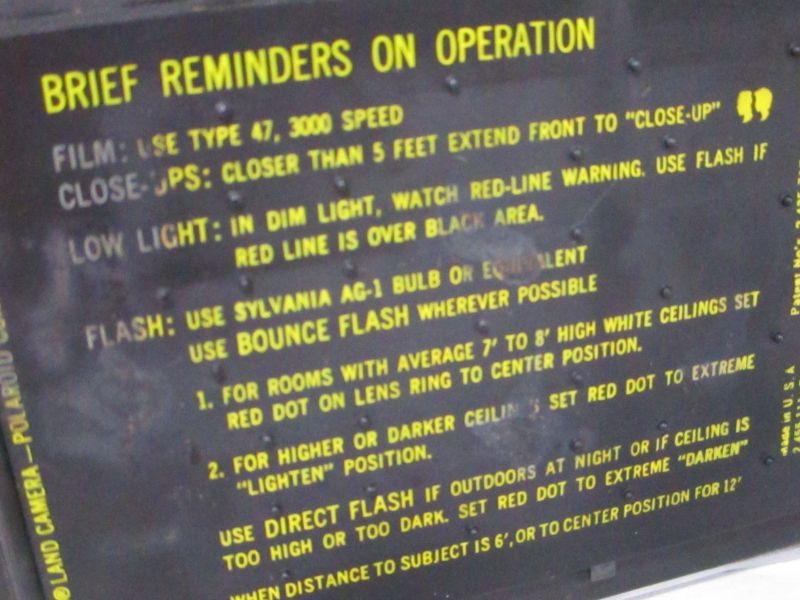 BRIEF REMINDERS ON OPERATION
FILM: USE TYPE 47, 3000 SPEED
CLOSE-UPS: CLOSER THAN 5 FEET EXTEND FRONT TO "CLOSE-UP"
LOW LIGHT: IN DIM LIGHT, WATCH RED-LINE WARNING. USE FLASH IF
RED LINE IS OVER BLACK AREA.
FLASH: USE SYLVANIA AG-1 BULB OR EQUIVALENT
USE BOUNCE FLASH WHEREVER POSSIBLE
1. FOR ROOMS WITH AVERAGE 7' TO 8' HIGH WHITE CEILINGS SET
RED DOT ON LENS RING TO CENTER POSITION.
2. FOR HIGHER OR DARKER CEILINGS SET RED DOT TO EXTREME
"LIGHTEN" POSITION.
USE DIRECT FLASH IF OUTDOORS AT NIGHT OR IF CEILING IS
TOO HIGH OR TOO DARK. SET RED DOT TO EXTREME "DARKEN"
WHEN DISTANCE TO SUBJECT IS 6', OR TO CENTER POSITION FOR 12'
® LAND CAMERA—POLAROID
Made in U. S. A
Patent No's.